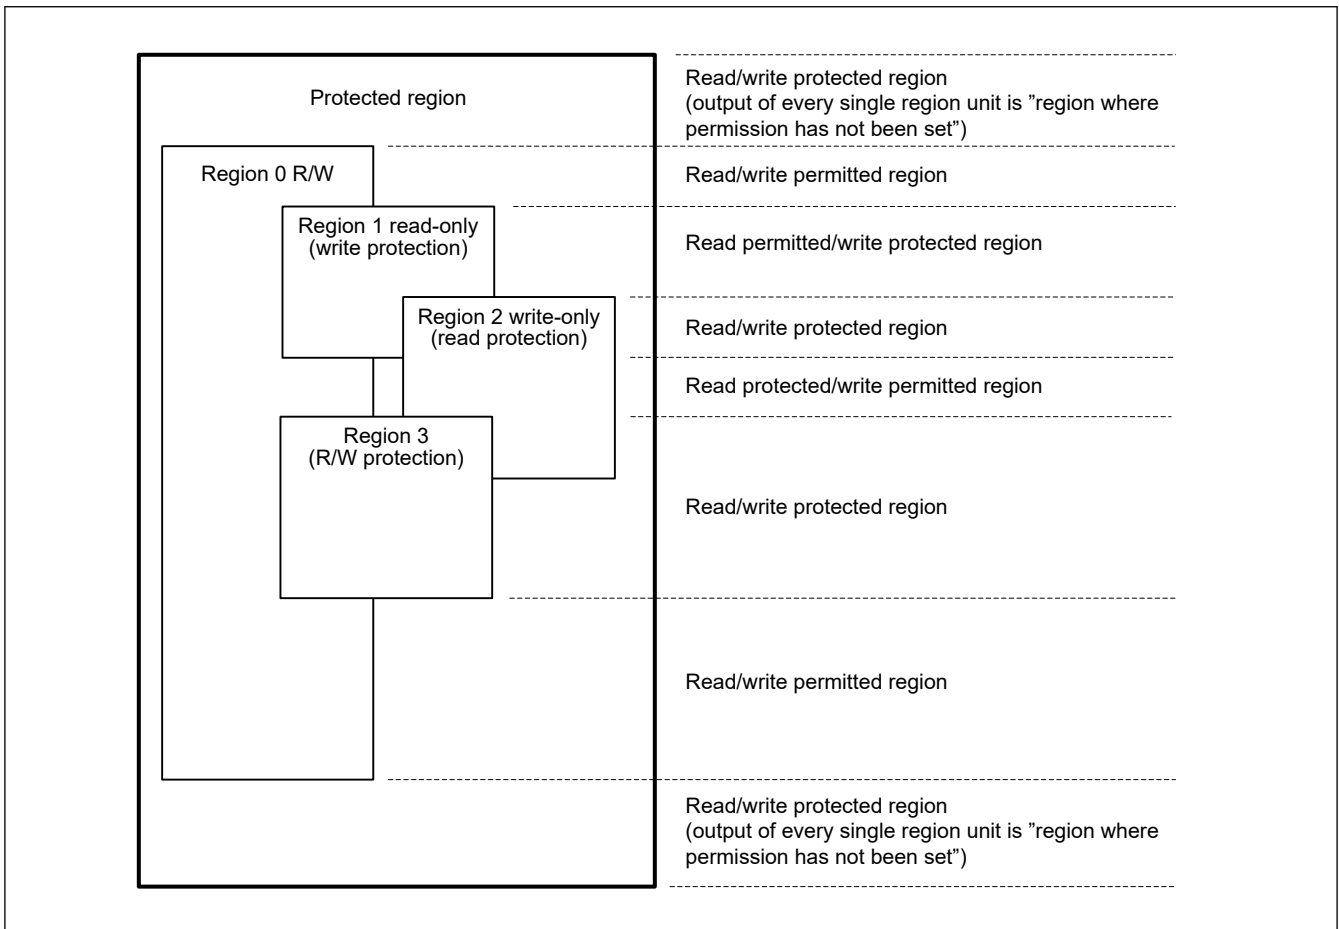 Protected region
Read/write protected region
(output of every single region unit is ”region where
permission has not been set”)
Region 0 R/W
Read/write permitted region
Region 1 read-only
(write protection)
Read permitted/write protected region
Region 2 write-only
(read protection)
Read/write protected region
Read protected/write permitted region
Region 3
(R/W protection)
Read/write protected region
Read/write permitted region
Read/write protected region
(output of every single region unit is ”region where
permission has not been set”)